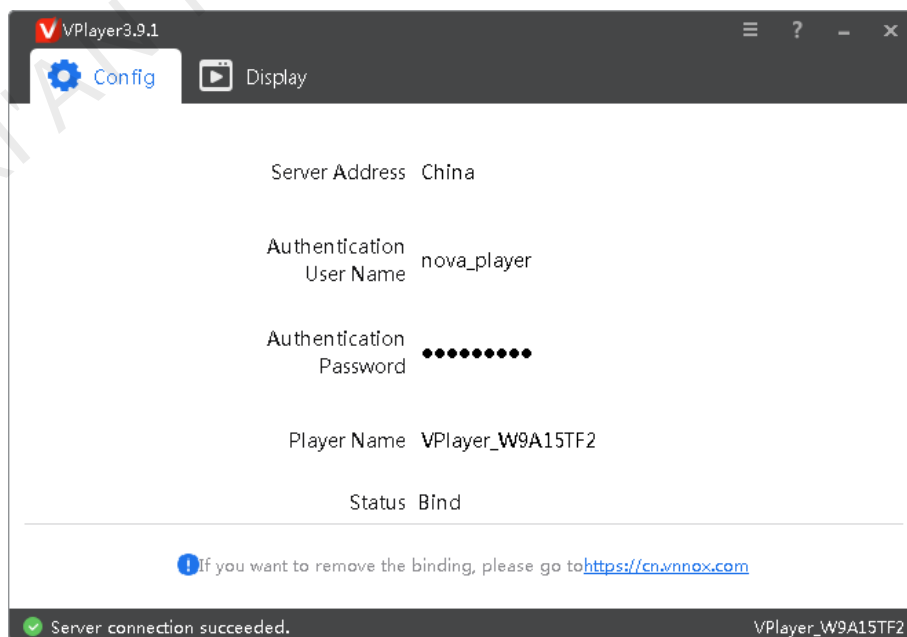 VPlayer3.9.1
Config
Display
Server Address China
Authentication
User Name nova_player
Authentication
Password ●●●●●●●●●
Player Name VPlayer_W9A15TF2
Status Bind
If you want to remove the binding, please go tohttps://cn.vnnox.com
Server connection succeeded.
VPlayer_W9A15TF2